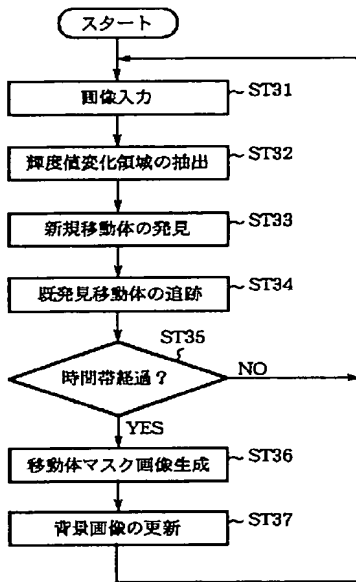 スタート
画像入力 ST31
輝度値変化領域の抽出 ST32
新規移動体の発見 ST33
既発見移動体の追跡 ST34
ST35
時間帯経過? NO
YES
移動体マスク画像生成 ST36
背景画像の更新 ST37